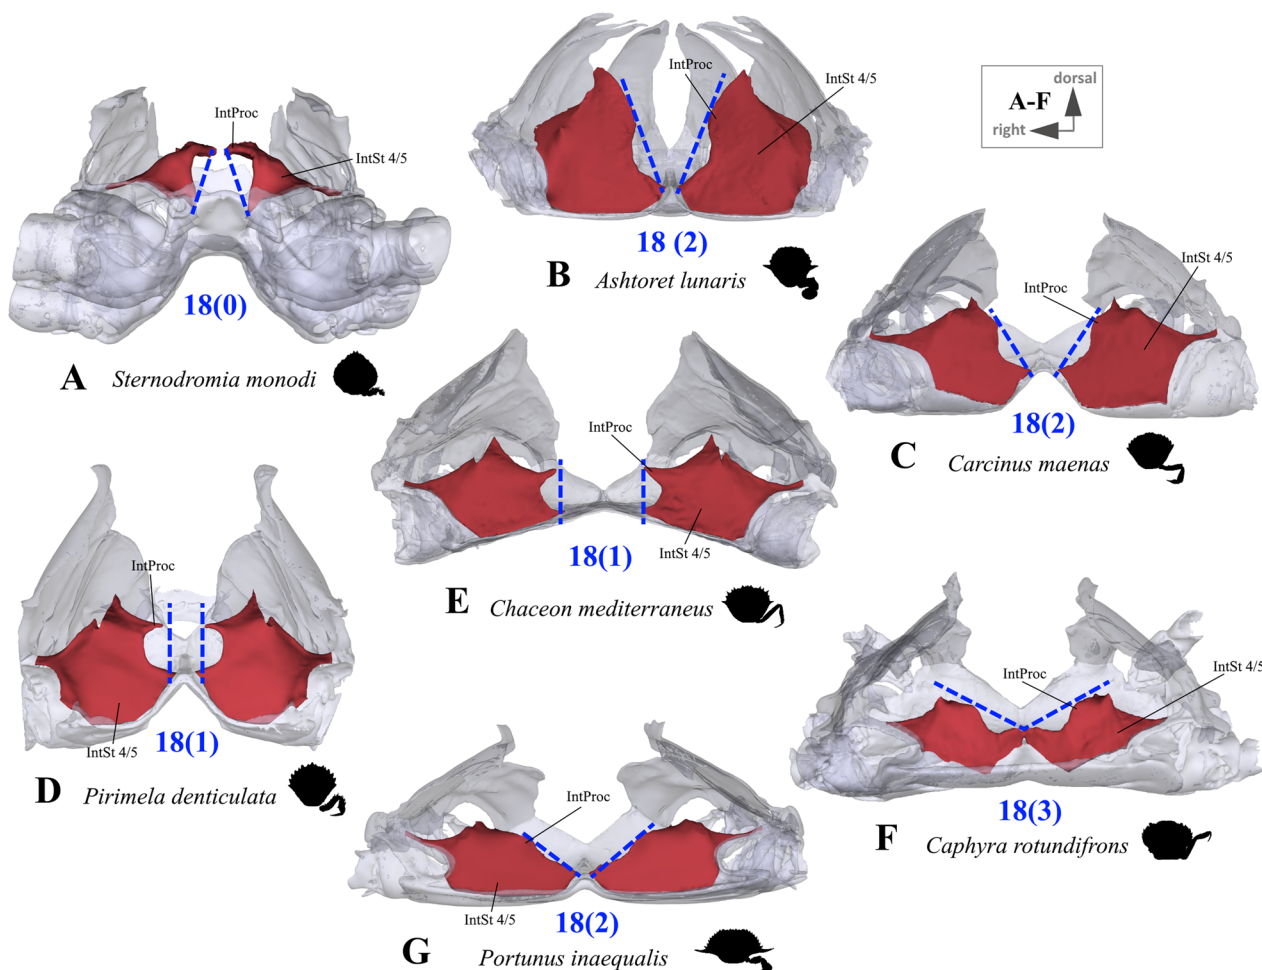 IntProc
IntSt 4/5
18(0)
A Sternodromia monodi
IntProc
IntSt 4/5
18 (2)
B Ashtoret lunaris
dorsal
A-F
right
IntSt 4/5
IntProc
18(2)
C Carcinus maenas
IntProc
IntSt 4/5
18(1)
D Pirimela denticulata
IntProc
IntSt 4/5
18(1)
E Chaceon mediterraneus
IntProc
IntSt 4/5
18(3)
F Caphyra rotundifrons
IntProc
IntSt 4/5
18(2)
G Portunus inaequalis